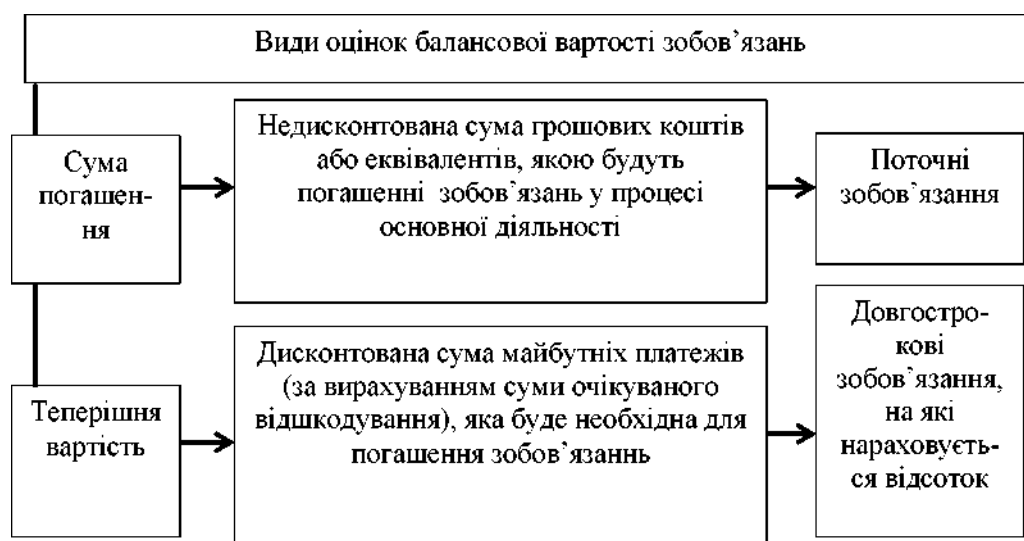 Види оцінок балансової вартості зобов’язань
Сума
погашен-
ня
Недисконтована сума грошових коштів
або еквівалентів, якою будуть
погашенні зобов’язань у процесі
основної діяльності
Поточні
зобов’язання
Теперішня
вартість
Дисконтована сума майбутніх платежів
(за вирахуванням суми очікуваного
відшкодування), яка буде необхідна для
погашення зобов’язаннь
Довгостро-
кові
зобов’язання,
на які
нараховуєть-
ся відсоток